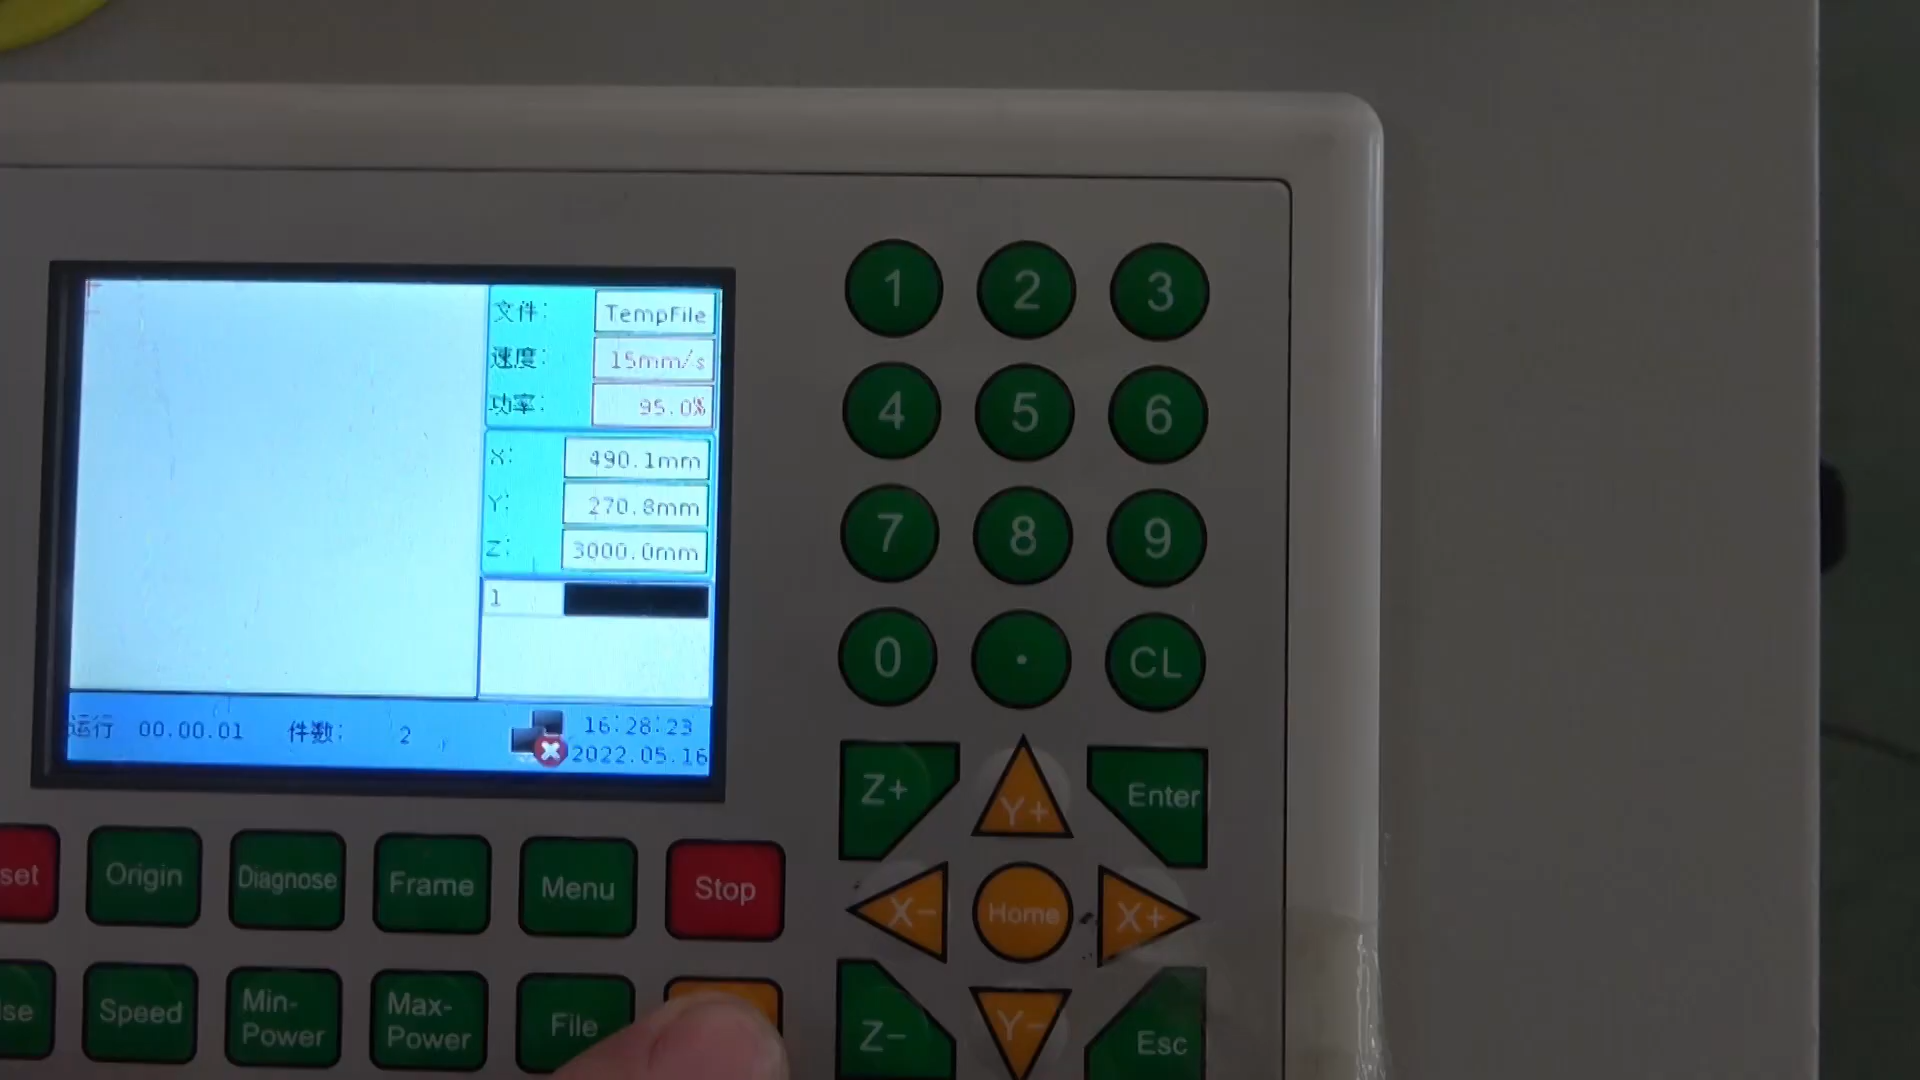 文件: TempFile
速度: 15mm/s
功率: 95.0%
X: 490.1mm
Y: 270.8mm
Z: 3000.0mm
1
运行 00.00.01 件数: 2 16:28:23
2022.05.16
1 2 3
4 5 6
7 8 9
0 . CL
Z+ Y+ Enter
X- Home X+
Z- Y- Esc
set Origin Diagnose Frame Menu Stop
lse Speed Min-Power Max-Power File